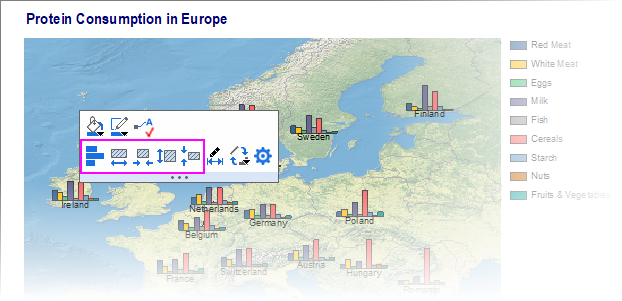 Protein Consumption in Europe
Red Meat
White Meat
Eggs
Milk
Fish
Cereals
Starch
Nuts
Fruits & Vegetables
Finland
Sweden
A
Ireland
Netherlands
Germany
Poland
Belgium
France
Switzerland
Austria
Hungary
Romania